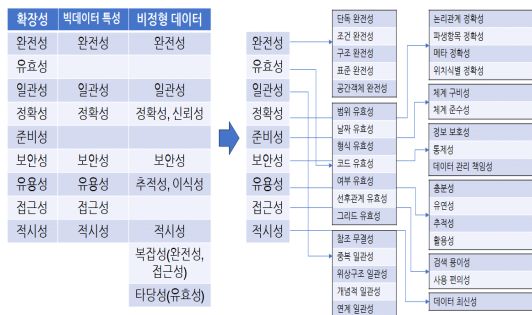 확장성 빅데이터 특성 비정형 데이터
완전성 완전성 완전성
유효성
일관성 일관성 일관성
정확성 정확성 정확성, 신뢰성
준비성
보안성 보안성 보안성
유용성 유용성 추적성, 이식성
접근성 접근성
적시성 적시성 적시성
복잡성(완전성,
접근성)
타당성(유효성)
완전성
유효성
일관성
정확성
준비성
보안성
유용성
접근성
적시성
단독 완전성
조건 완전성
구조 완전성
표준 완전성
공간객체 완전성
범위 유효성
날짜 유효성
형식 유효성
코드 유효성
여부 유효성
선후관계 유효성
그리드 유효성
참조 무결성
중복 일관성
위상구조 일관성
개념적 일관성
연계 일관성
논리관계 정확성
파생항목 정확성
메타 정확성
위치식별 정확성
체계 구비성
체계 준수성
정보 보호성
통제성
데이터 관리 책임성
충분성
유연성
추적성
활용성
검색 용이성
사용 편의성
데이터 최신성